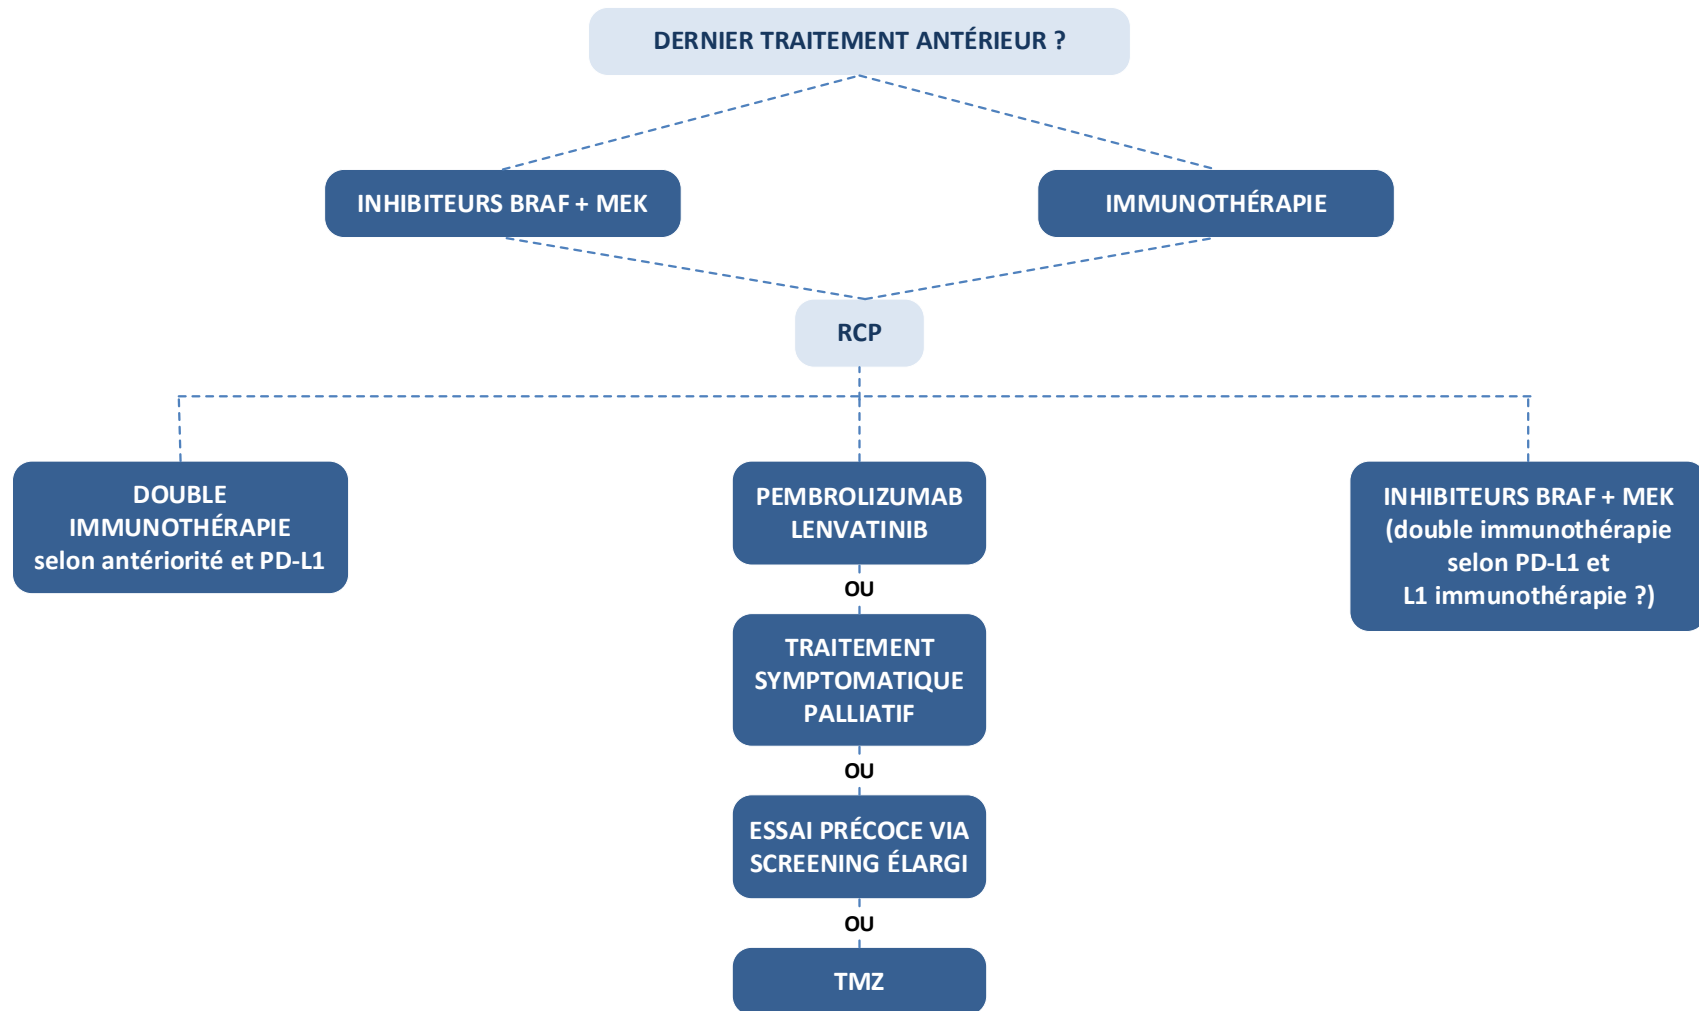 DERNIER TRAITEMENT ANTÉRIEUR ?
INHIBITEURS BRAF + MEK
IMMUNOTHÉRAPIE
RCP
DOUBLE
IMMUNOTHÉRAPIE
selon antériorité et PD-L1
PEMBROLIZUMAB
LENVATINIB
OU
TRAITEMENT
SYMPTOMATIQUE
PALLIATIF
OU
ESSAI PRÉCOCE VIA
SCREENING ÉLARGI
OU
TMZ
INHIBITEURS BRAF + MEK
(double immunothérapie
selon PD-L1 et
L1 immunothérapie ?)